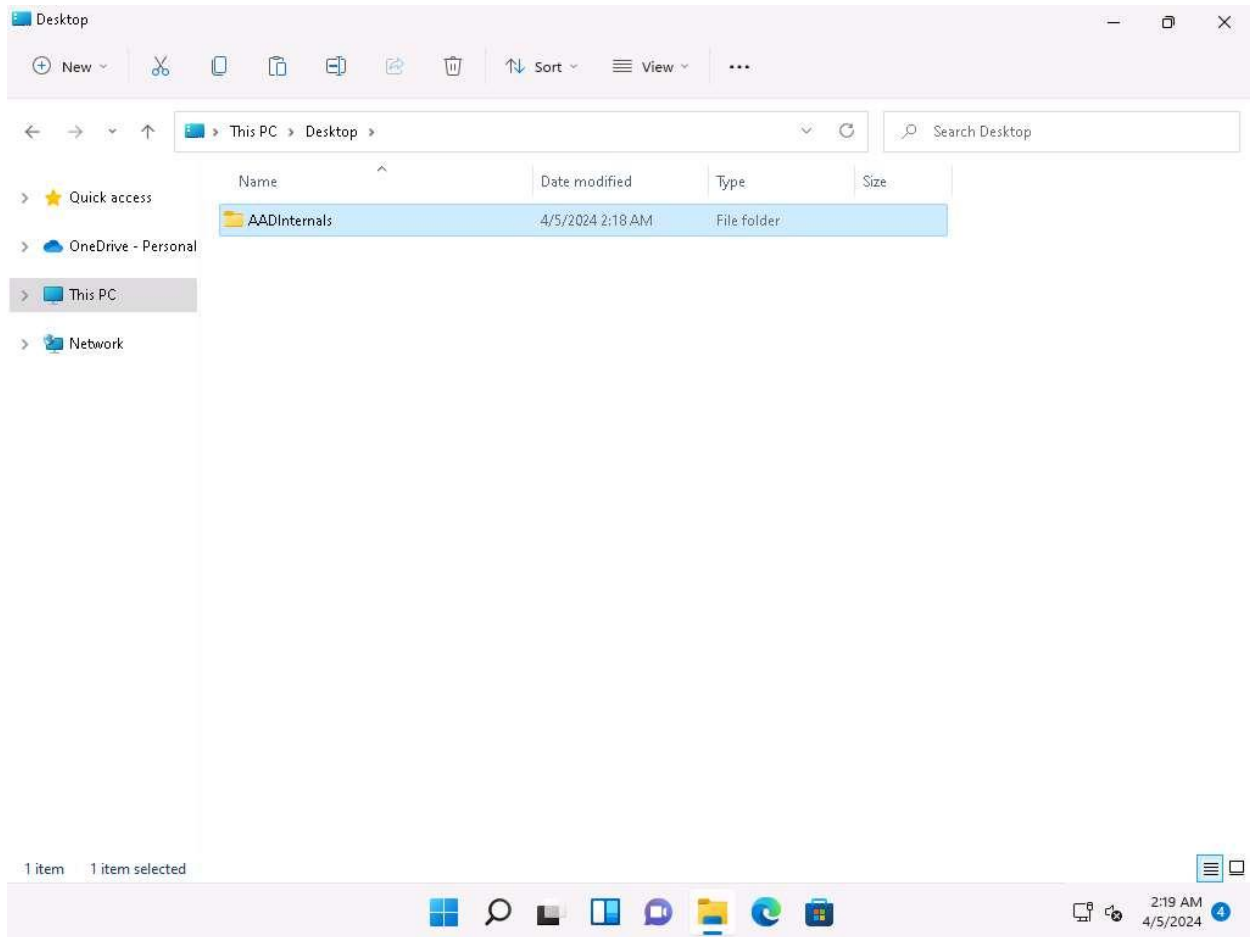 Desktop
New
Sort
View
This PC > Desktop >
Search Desktop
Name
Date modified
Type
Size
Quick access
AADInternals
4/5/2024 2:18 AM
File folder
OneDrive - Personal
This PC
Network
1 item
1 item selected
2:19 AM
4/5/2024
4